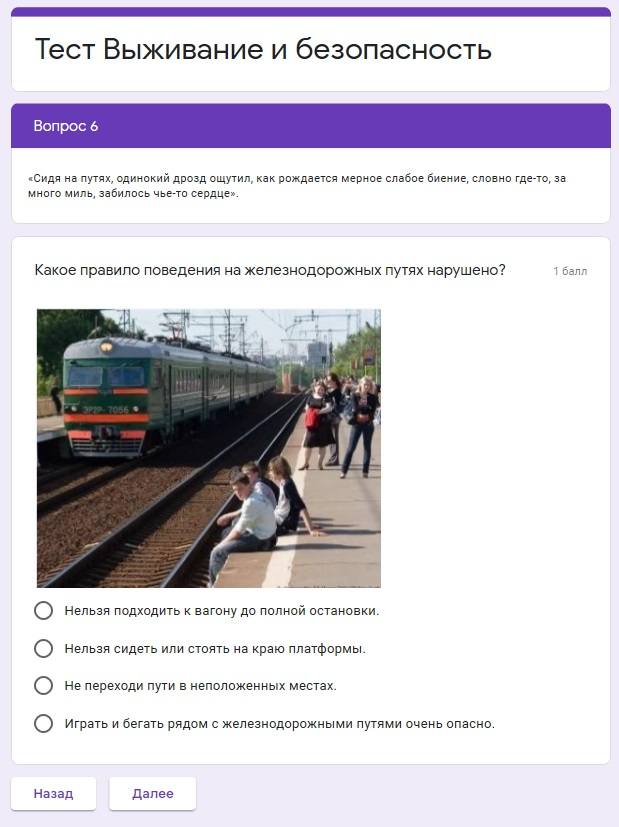 Тест Выживание и безопасность
Вопрос 6
«Сидя на путях, одинокий дрозд ощутил, как рождается мерное слабое биение, словно где-то, за
много миль, забилось чье-то сердце».
Какое правило поведения на железнодорожных путях нарушено?
1 балл
ЭР2Р- 7056
Нельзя подходить к вагону до полной остановки.
Нельзя сидеть или стоять на краю платформы.
Не переходи пути в неположенных местах.
Играть и бегать рядом с железнодорожными путями очень опасно.
Назад
Далее